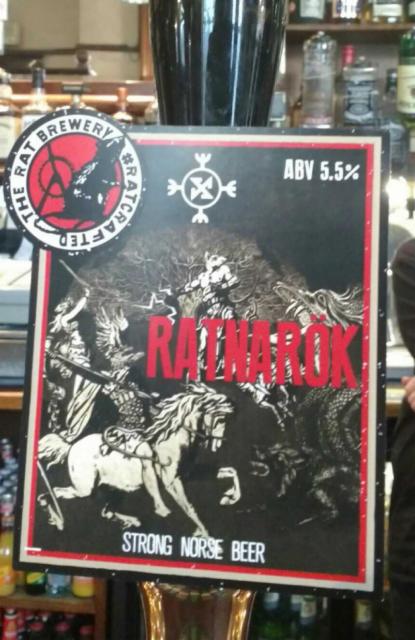 THE RAT BREWERY
#RATCRAFTED
ABV 5.5%
RATNARÖK
STRONG NORSE BEER